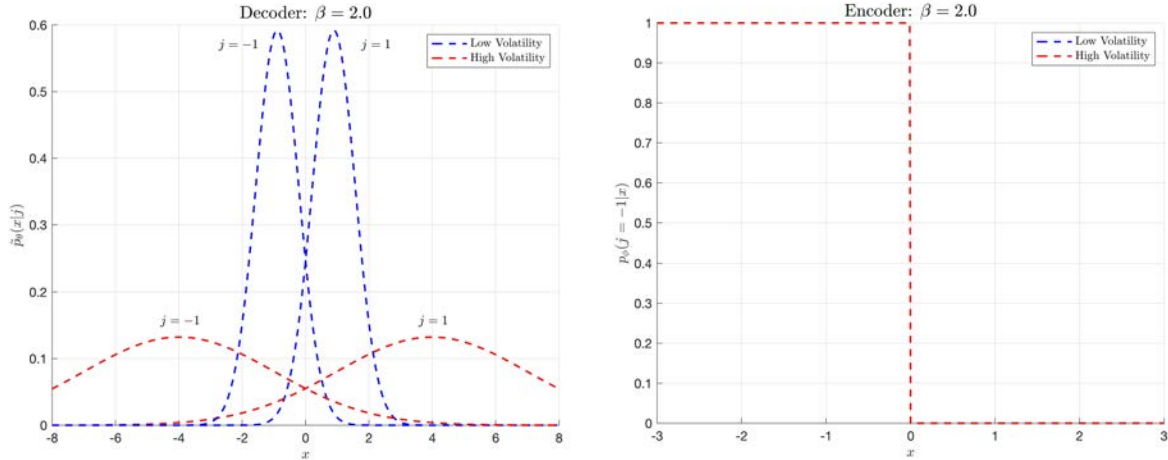 Decoder: β = 2.0
j = −1
j = 1
Low Volatility
High Volatility
0.6
0.5
0.4
0.3
0.2
0.1
0
p̃θ(x|j)
j = −1
j = 1
-8
-6
-4
-2
0
2
4
6
8
x
Encoder: β = 2.0
Low Volatility
High Volatility
1
0.9
0.8
0.7
0.6
0.5
0.4
0.3
0.2
0.1
0
pϕ(j = −1|x)
-3
-2
-1
0
1
2
3
x